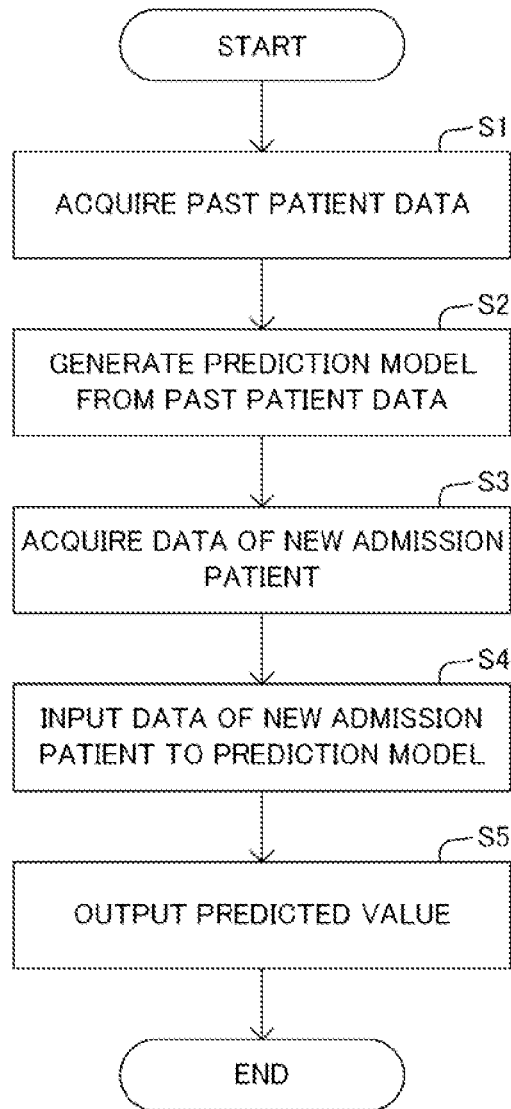 START
S1
ACQUIRE PAST PATIENT DATA
S2
GENERATE PREDICTION MODEL
FROM PAST PATIENT DATA
S3
ACQUIRE DATA OF NEW ADMISSION
PATIENT
S4
INPUT DATA OF NEW ADMISSION
PATIENT TO PREDICTION MODEL
S5
OUTPUT PREDICTED VALUE
END